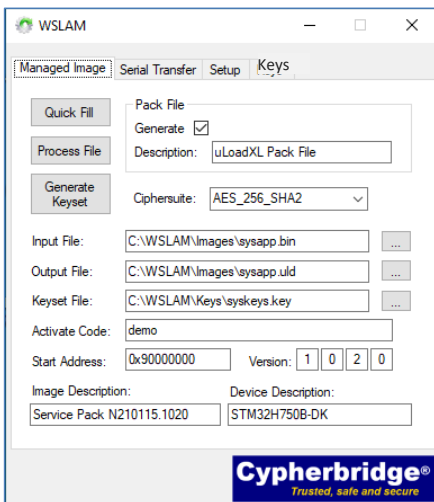 WSLAM
Managed Image Serial Transfer Setup Keys
Quick Fill
Pack File
Generate
Process File
Description: uLoadXL Pack File
Generate Keyset
Ciphersuite: AES_256_SHA2
Input File: C:\WSLAM\Images\sysapp.bin ...
Output File: C:\WSLAM\Images\sysapp.uld ...
Keyset File: C:\WSLAM\Keys\syskeys.key ...
Activate Code: demo
Start Address: 0x90000000 Version: 1 0 2 0
Image Description: Device Description:
Service Pack N210115.1020 STM32H750B-DK
Cypherbridge®
Trusted, safe and secure